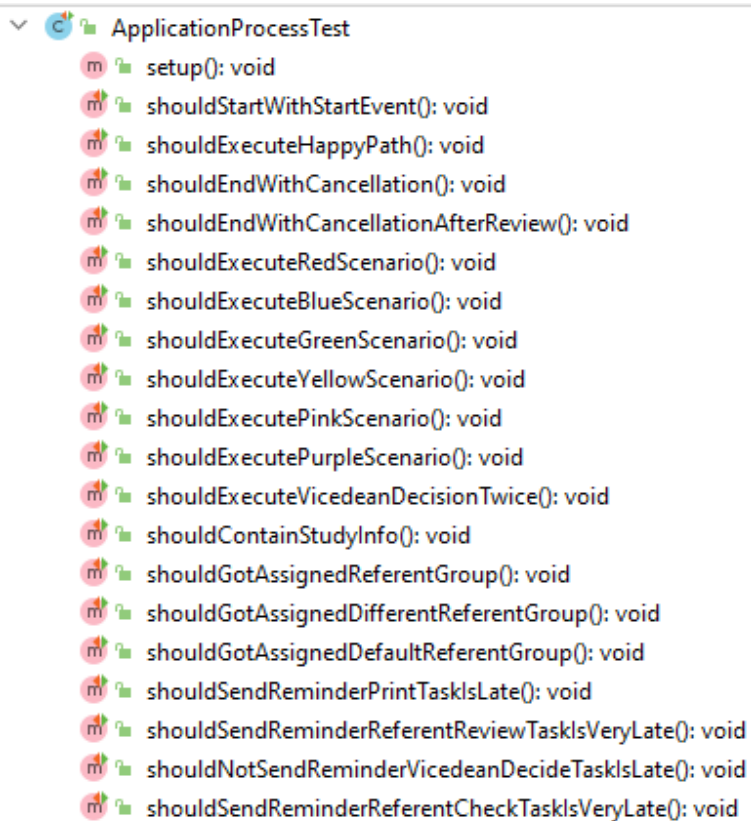 C ApplicationProcessTest
m setup(): void
m shouldStartWithStartEvent(): void
m shouldExecuteHappyPath(): void
m shouldEndWithCancellation(): void
m shouldEndWithCancellationAfterReview(): void
m shouldExecuteRedScenario(): void
m shouldExecuteBlueScenario(): void
m shouldExecuteGreenScenario(): void
m shouldExecuteYellowScenario(): void
m shouldExecutePinkScenario(): void
m shouldExecutePurpleScenario(): void
m shouldExecuteVicedeanDecisionTwice(): void
m shouldContainStudyInfo(): void
m shouldGotAssignedReferentGroup(): void
m shouldGotAssignedDifferentReferentGroup(): void
m shouldGotAssignedDefaultReferentGroup(): void
m shouldSendReminderPrintTaskIsLate(): void
m shouldSendReminderReferentReviewTaskIsVeryLate(): void
m shouldNotSendReminderVicedeanDecideTaskIsLate(): void
m shouldSendReminderReferentCheckTaskIsVeryLate(): void